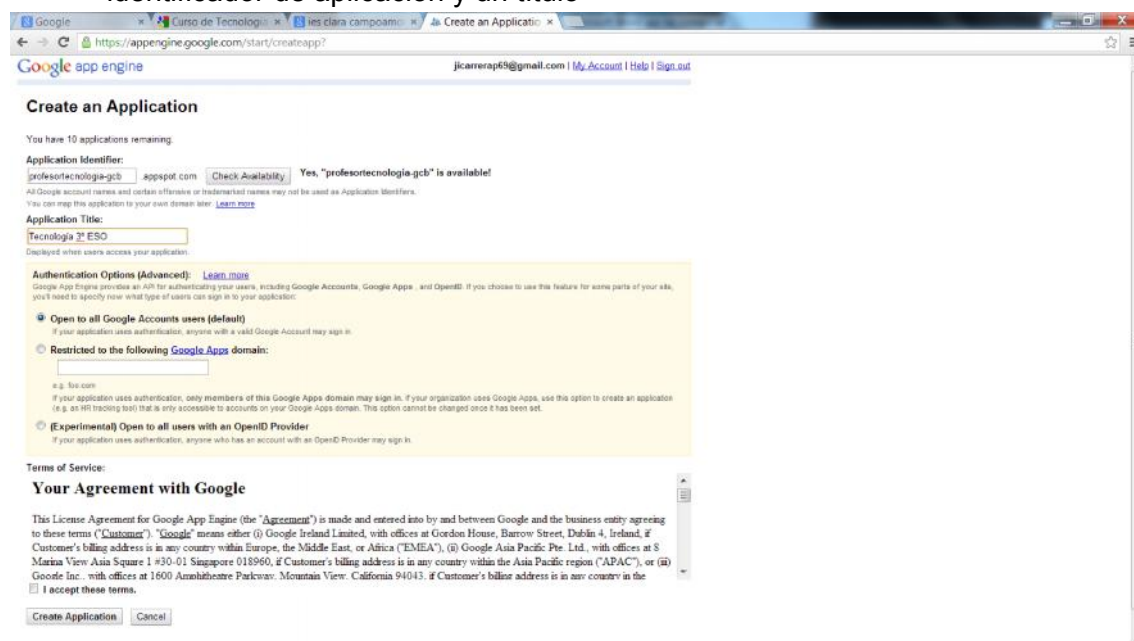 identificador de aplicación y un título
Google
Curso de Tecnología
ies clara campoamo
Create an Applicatio
https://appengine.google.com/start/createapp?
Google app engine
jicarrerap69@gmail.com | My Account | Help | Sign out
Create an Application
You have 10 applications remaining.
Application Identifier:
profesortecnologia-gcb .appspot.com Check Availability Yes, "profesortecnologia-gcb" is available!
All Google account names and certain offensive or trademarked names may not be used as Application Identifiers.
You can map this application to your own domain later. Learn more
Application Title:
Tecnología 3º ESO
Displayed when users access your application.
Authentication Options (Advanced): Learn more
Google App Engine provides an API for authenticating your users, including Google Accounts, Google Apps , and OpenID. If you choose to use this feature for some parts of your site,
you'll need to specify now what type of users can sign in to your application:
Open to all Google Accounts users (default)
If your application uses authentication, anyone with a valid Google Account may sign in.
Restricted to the following Google Apps domain:
e.g. foo.com
If your application uses authentication, only members of this Google Apps domain may sign in. If your organization uses Google Apps, use this option to create an application
(e.g. an HR tracking tool) that is only accessible to accounts on your Google Apps domain. This option cannot be changed once it has been set.
(Experimental) Open to all users with an OpenID Provider
If your application uses authentication, anyone who has an account with an OpenID Provider may sign in.
Terms of Service:
Your Agreement with Google
This License Agreement for Google App Engine (the "Agreement") is made and entered into by and between Google and the business entity agreeing
to these terms ("Customer"). "Google" means either (i) Google Ireland Limited, with offices at Gordon House, Barrow Street, Dublin 4, Ireland, if
Customer's billing address is in any country within Europe, the Middle East, or Africa ("EMEA"), (ii) Google Asia Pacific Pte. Ltd., with offices at 8
Marina View Asia Square 1 #30-01 Singapore 018960, if Customer's billing address is in any country within the Asia Pacific region ("APAC"), or (iii)
Google Inc., with offices at 1600 Amphitheatre Parkway, Mountain View, California 94043, if Customer's billing address is in any country in the
I accept these terms.
Create Application Cancel